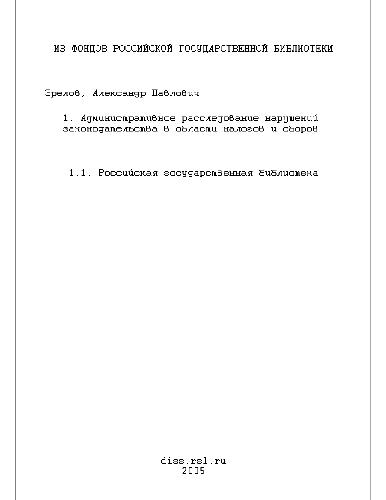 ИЗ ФОНДОВ РОССИЙСКОЙ ГОСУДАРСТВЕННОЙ БИБЛИОТЕКИ
Зрелов, Александр Павлович
1. Административное расследование нарушений
законодательства в области налогов и сборов
1.1. Российская государственная библиотека
diss.rsl.ru
2005